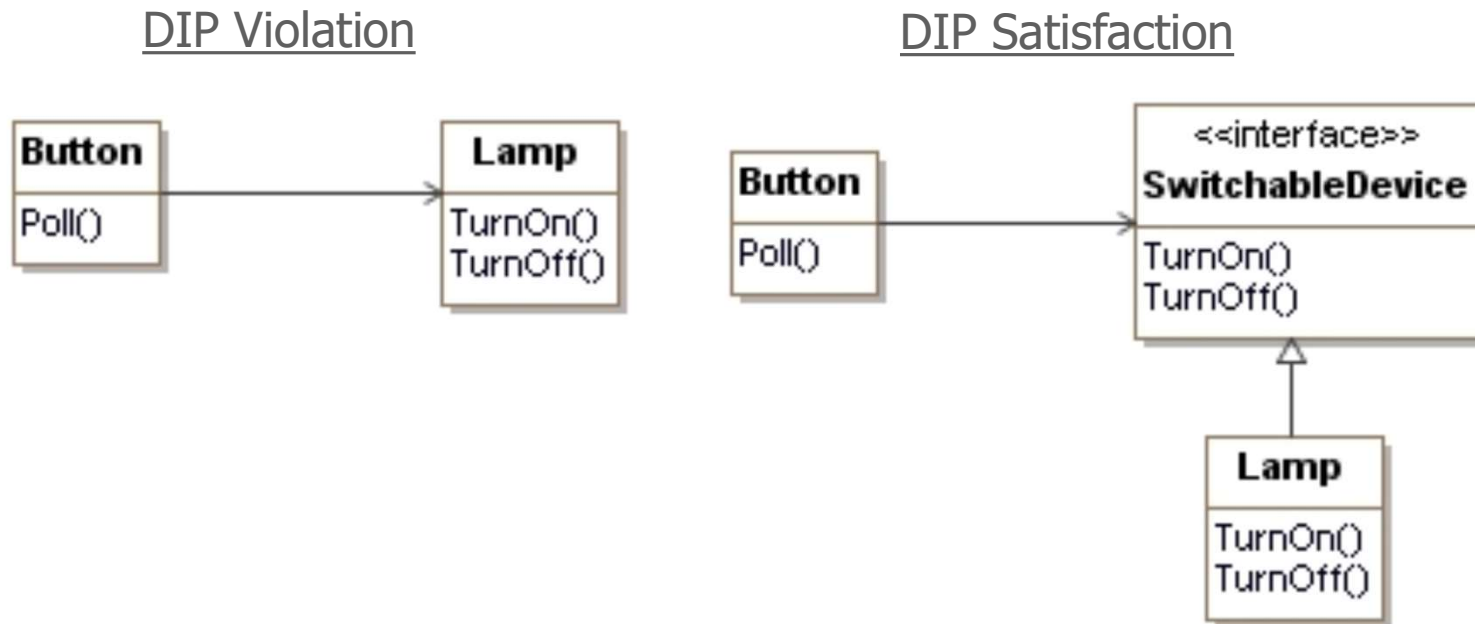 DIP Violation
Button
Poll()
Lamp
TurnOn()
TurnOff()
DIP Satisfaction
Button
Poll()
<<interface>>
SwitchableDevice
TurnOn()
TurnOff()
Lamp
TurnOn()
TurnOff()